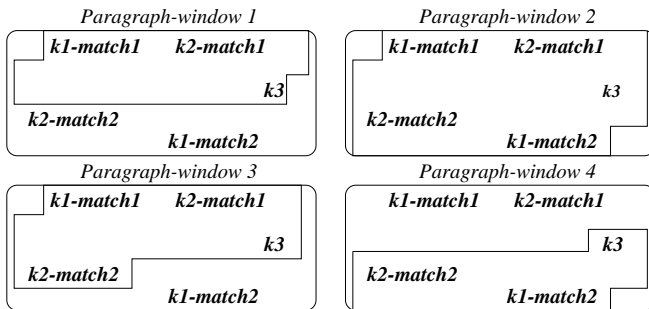 Paragraph-window 1
k1-match1 k2-match1
k3
k2-match2
k1-match2
Paragraph-window 2
k1-match1 k2-match1
k3
k2-match2
k1-match2
Paragraph-window 3
k1-match1 k2-match1
k3
k2-match2
k1-match2
Paragraph-window 4
k1-match1 k2-match1
k3
k2-match2
k1-match2